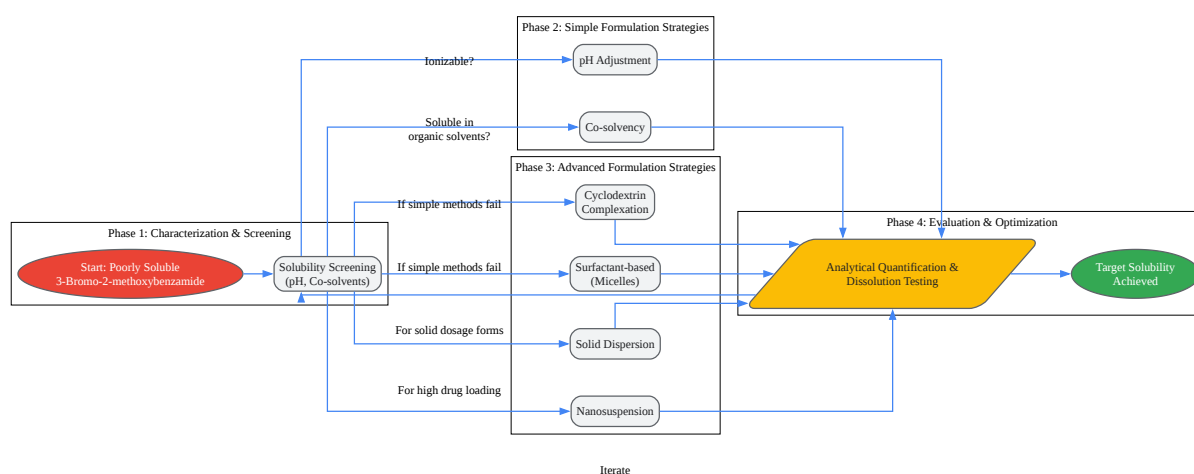 Phase 2: Simple Formulation Strategies
Ionizable?
pH Adjustment
Soluble in
organic solvents?
Co-solvency
Phase 3: Advanced Formulation Strategies
If simple methods fail
Cyclodextrin
Complexation
Phase 1: Characterization & Screening
Phase 4: Evaluation & Optimization
Start: Poorly Soluble
3-Bromo-2-methoxybenzamide
Solubility Screening
(pH, Co-solvents)
If simple methods fail
Surfactant-based
(Micelles)
Analytical Quantification &
Dissolution Testing
Target Solubility
Achieved
For solid dosage forms
Solid Dispersion
For high drug loading
Nanosuspension
Iterate